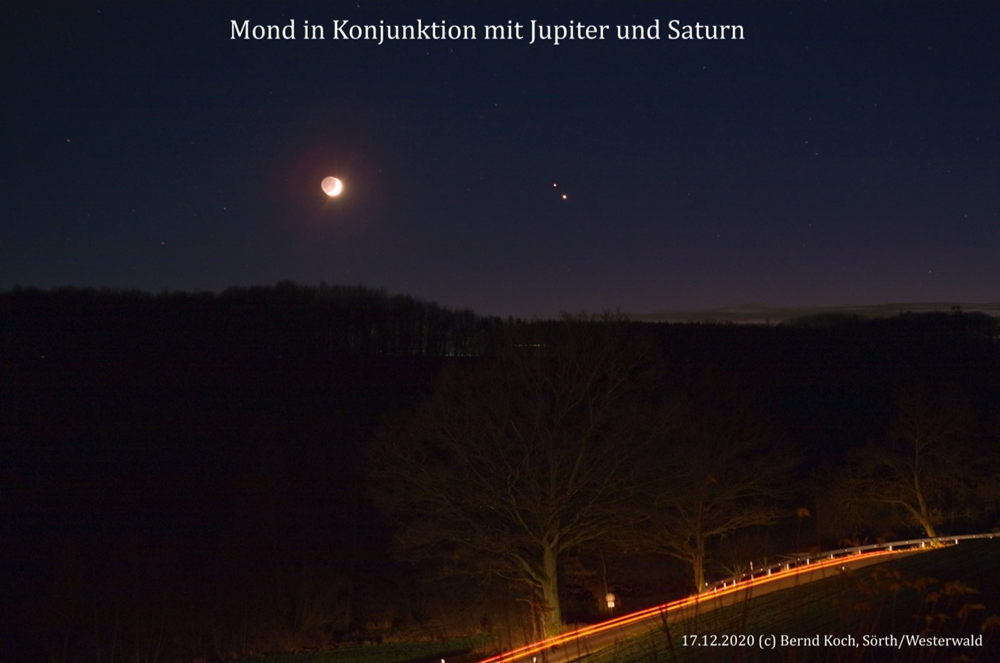 Mond in Konjunktion mit Jupiter und Saturn
17.12.2020 (c) Bernd Koch, Sörth/Westerwald